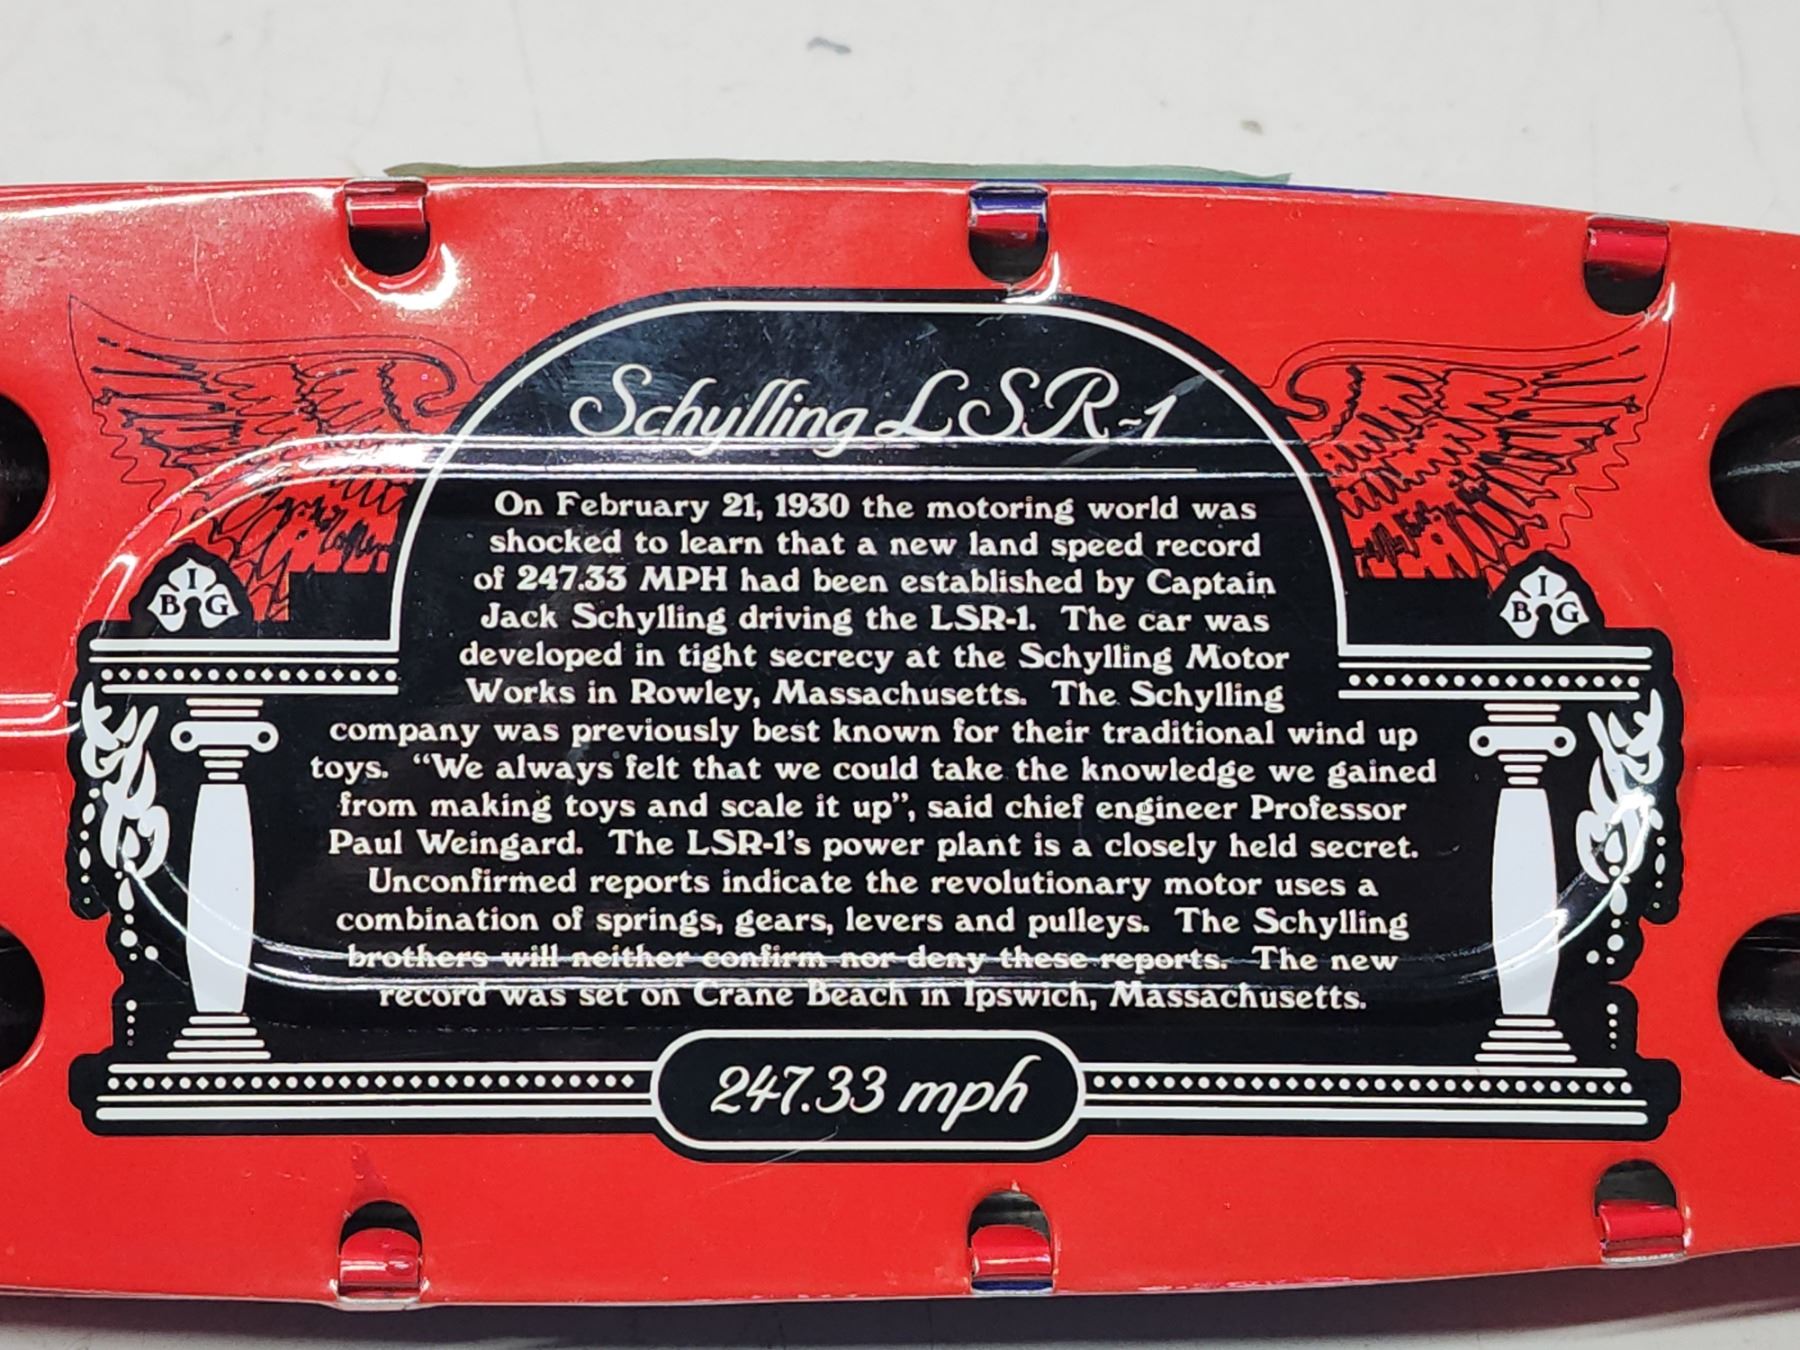 Schylling LSR-1
On February 21, 1930 the motoring world was
shocked to learn that a new land speed record
of 247.33 MPH had been established by Captain
Jack Schylling driving the LSR-1. The car was
developed in tight secrecy at the Schylling Motor
Works in Rowley, Massachusetts. The Schylling
company was previously best known for their traditional wind up
toys. “We always felt that we could take the knowledge we gained
from making toys and scale it up”, said chief engineer Professor
Paul Weingard. The LSR-1’s power plant is a closely held secret.
Unconfirmed reports indicate the revolutionary motor uses a
combination of springs, gears, levers and pulleys. The Schylling
brothers will neither confirm nor deny these reports. The new
record was set on Crane Beach in Ipswich, Massachusetts.
B I G
B I G
247.33 mph